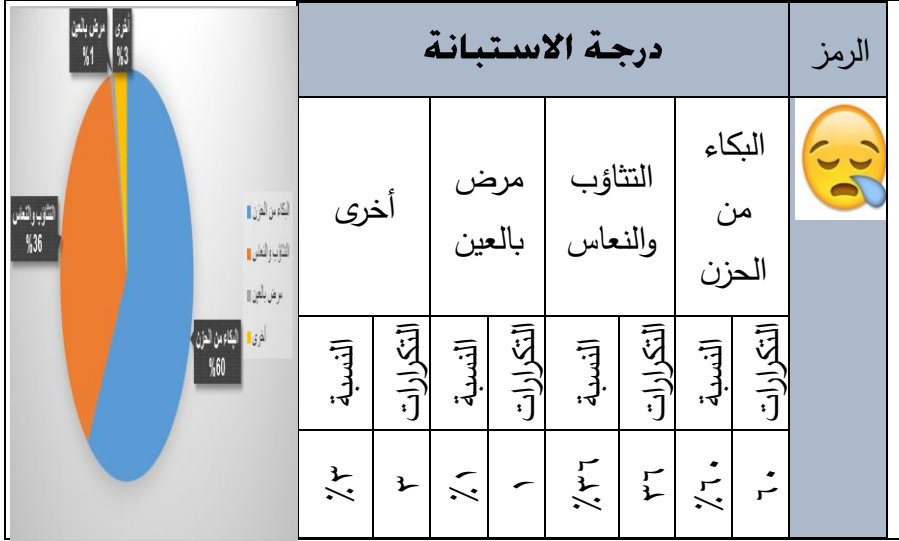 الرمز
درجة الاستبانة
البكاء
من
الحزن
التثاؤب
والنعاس
مرض
بالعين
أخرى
التكرارات
النسبة
التكرارات
النسبة
التكرارات
النسبة
التكرارات
النسبة
٦٠
٦٠٪
٣٦
٣٦٪
١
١٪
٣
٣٪
أخرى
%3
مرض بالعين
%1
التثاؤب والنعاس
%36
البكاء من الحزن
%60
البكاء من الحزن
التثاؤب والنعاس
مرض بالعين
أخرى